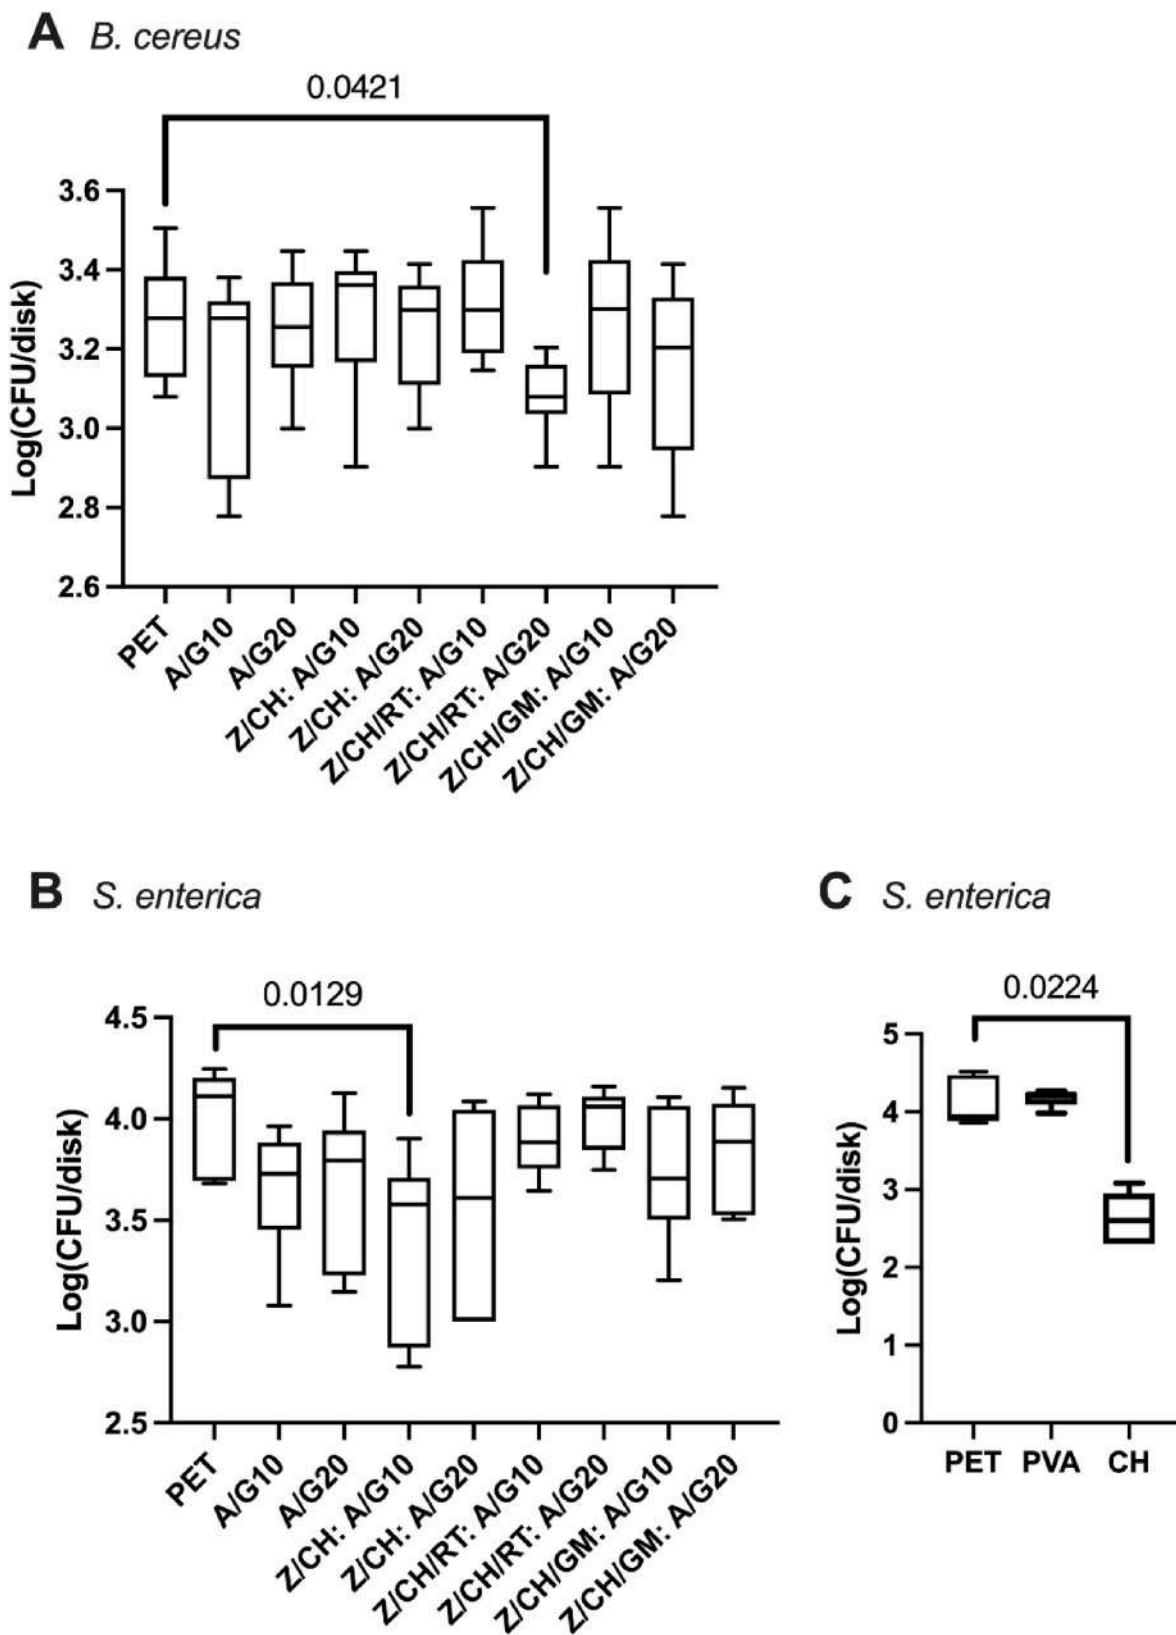 A B. cereus
0.0421
Log(CFU/disk)
3.6
3.4
3.2
3.0
2.8
2.6
PET
A/G10
A/G20
Z/CH: A/G10
Z/CH: A/G20
Z/CH/RT: A/G10
Z/CH/RT: A/G20
Z/CH/GM: A/G10
Z/CH/GM: A/G20
B S. enterica
0.0129
Log(CFU/disk)
4.5
4.0
3.5
3.0
2.5
PET
A/G10
A/G20
Z/CH: A/G10
Z/CH: A/G20
Z/CH/RT: A/G10
Z/CH/RT: A/G20
Z/CH/GM: A/G10
Z/CH/GM: A/G20
C S. enterica
0.0224
Log(CFU/disk)
5
4
3
2
1
0
PET PVA CH